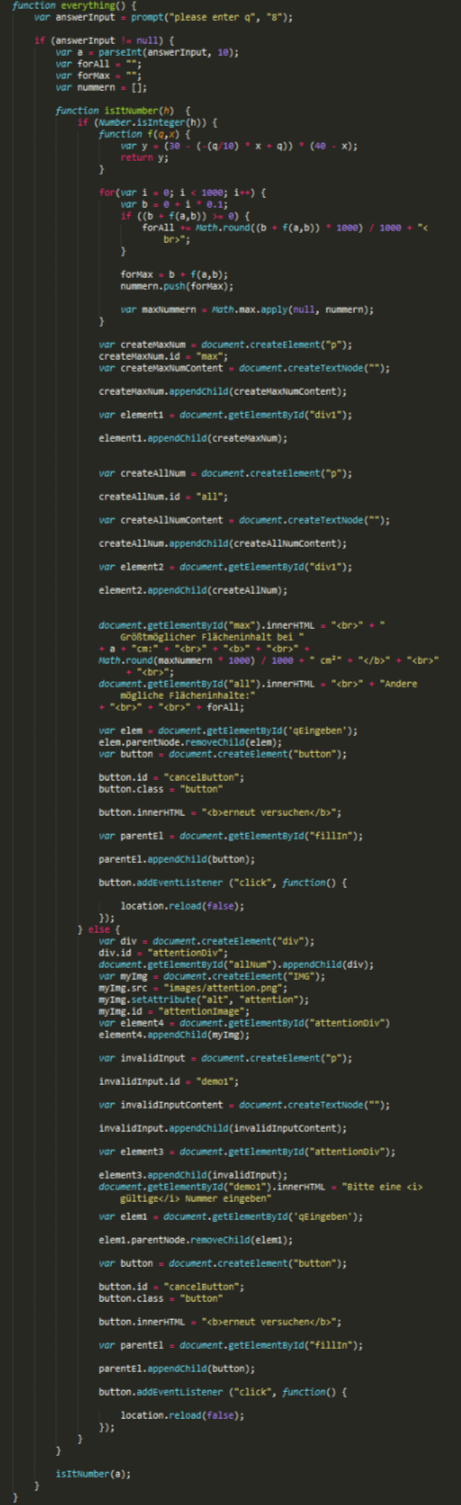 function everything() {
var answerInput = prompt("please enter q", "8");
if (answerInput != null) {
var a = parseInt(answerInput, 10);
var forAll = "";
var forMax = "";
var nummern = [];
function isItNumber(h) {
if (Number.isInteger(h)) {
function f(q,x) {
var y = (30 - (-(q/10) * x + q)) * (40 - x);
return y;
}
for(var i = 0; i < 1000; i++) {
var b = 0 + i * 0.1;
if ((b + f(a,b)) >= 0) {
forAll += Math.round((b + f(a,b)) * 1000) / 1000 + "<
br>";
}
forMax = b + f(a,b);
nummern.push(forMax);
var maxNummern = Math.max.apply(null, nummern);
}
var createMaxNum = document.createElement("p");
createMaxNum.id = "max";
var createMaxNumContent = document.createTextNode("");
createMaxNum.appendChild(createMaxNumContent);
var element1 = document.getElementById("div1");
element1.appendChild(createMaxNum);
var createAllNum = document.createElement("p");
createAllNum.id = "all";
var createAllNumContent = document.createTextNode("");
createAllNum.appendChild(createAllNumContent);
var element2 = document.getElementById("div1");
element2.appendChild(createAllNum);
document.getElementById("max").innerHTML = "<br>" + "
Größtmöglicher Flächeninhalt bei "
+ a + "cm:" + "<br>" + "<b>" + "<br>" +
Math.round(maxNummern * 1000) / 1000 + " cm²" + "</b>" + "<br>"
+ "<br>";
document.getElementById("all").innerHTML = "<br>" + "Andere
mögliche Flächeninhalte:"
+ "<br>" + "<br>" + forAll;
var elem = document.getElementById('qEingeben');
elem.parentNode.removeChild(elem);
var button = document.createElement("button");
button.id = "cancelButton";
button.class = "button"
button.innerHTML = "<b>erneut versuchen</b>";
var parentEl = document.getElementById("fillIn");
parentEl.appendChild(button);
button.addEventListener ("click", function() {
location.reload(false);
});
} else {
var div = document.createElement("div");
div.id = "attentionDiv";
document.getElementById("allNum").appendChild(div);
var myImg = document.createElement("IMG");
myImg.src = "images/attention.png";
myImg.setAttribute("alt", "attention");
myImg.id = "attentionImage";
var element4 = document.getElementById("attentionDiv")
element4.appendChild(myImg);
var invalidInput = document.createElement("p");
invalidInput.id = "demo1";
var invalidInputContent = document.createTextNode("");
invalidInput.appendChild(invalidInputContent);
var element3 = document.getElementById("attentionDiv");
element3.appendChild(invalidInput);
document.getElementById("demo1").innerHTML = "Bitte eine <i>
gültige</i> Nummer eingeben"
var elem1 = document.getElementById('qEingeben');
elem1.parentNode.removeChild(elem1);
var button = document.createElement("button");
button.id = "cancelButton";
button.class = "button"
button.innerHTML = "<b>erneut versuchen</b>";
var parentEl = document.getElementById("fillIn");
parentEl.appendChild(button);
button.addEventListener ("click", function() {
location.reload(false);
});
}
}
isItNumber(a);
}
}